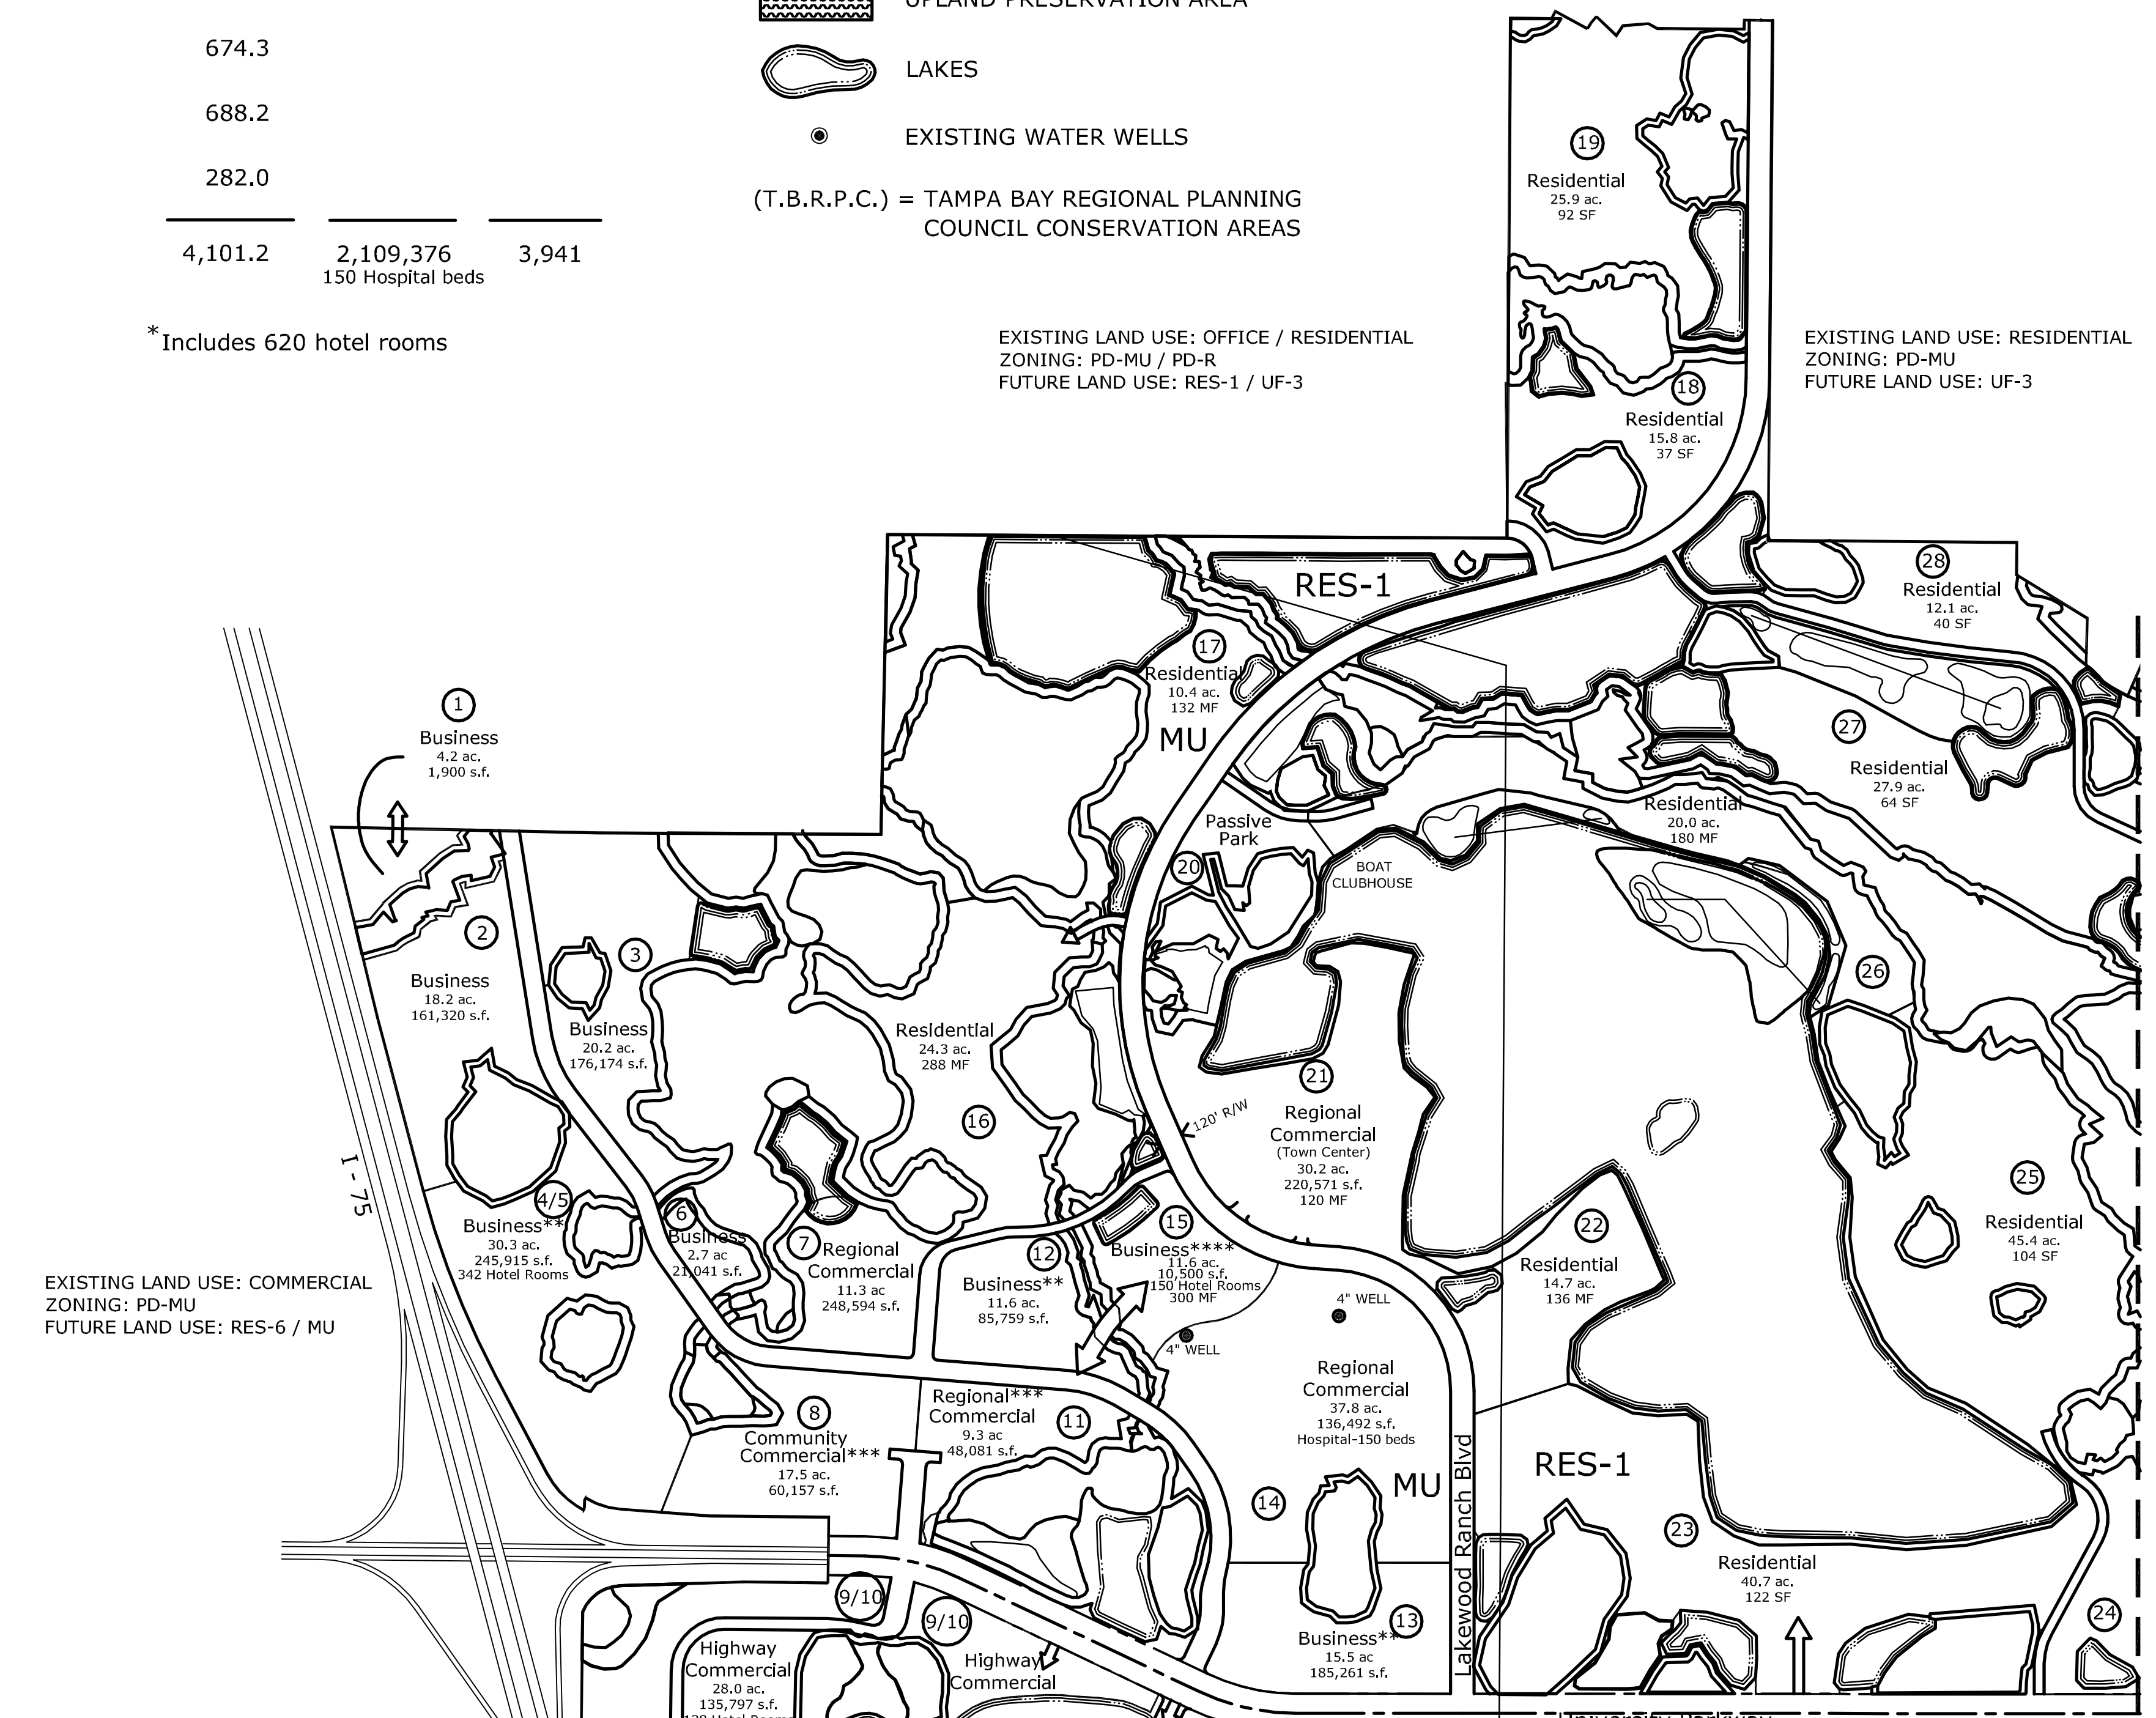 UPLAND PRESERVATION AREA
674.3
LAKES
688.2
EXISTING WATER WELLS
282.0
(T.B.R.P.C.) = TAMPA BAY REGIONAL PLANNING
COUNCIL CONSERVATION AREAS
4,101.2 2,109,376 3,941
150 Hospital beds
*Includes 620 hotel rooms
EXISTING LAND USE: OFFICE / RESIDENTIAL
ZONING: PD-MU / PD-R
FUTURE LAND USE: RES-1 / UF-3
EXISTING LAND USE: RESIDENTIAL
ZONING: PD-MU
FUTURE LAND USE: UF-3
19
Residential
25.9 ac.
92 SF
18
Residential
15.8 ac.
37 SF
28
Residential
12.1 ac.
40 SF
RES-1
17
Residential
10.4 ac.
132 MF
MU
27
Residential
27.9 ac.
64 SF
1
Business
4.2 ac.
1,900 s.f.
Residential
20.0 ac.
180 MF
Passive
Park
20
BOAT
CLUBHOUSE
2
Business
18.2 ac.
161,320 s.f.
3
Business
20.2 ac.
176,174 s.f.
26
Residential
24.3 ac.
288 MF
16
21
Regional
Commercial
(Town Center)
30.2 ac.
220,571 s.f.
120 MF
120' R/W
I - 75
25
Residential
45.4 ac.
104 SF
4/5
Business**
30.3 ac.
245,915 s.f.
342 Hotel Rooms
6
Business
2.7 ac.
21,041 s.f.
7
Regional
Commercial
11.3 ac
248,594 s.f.
12
Business**
11.6 ac.
85,759 s.f.
15
Business****
11.6 ac.
10,500 s.f.
150 Hotel Rooms
300 MF
22
Residential
14.7 ac.
136 MF
EXISTING LAND USE: COMMERCIAL
ZONING: PD-MU
FUTURE LAND USE: RES-6 / MU
4" WELL
4" WELL
Regional
Commercial
37.8 ac.
136,492 s.f.
Hospital-150 beds
8
Community
Commercial***
17.5 ac.
60,157 s.f.
Regional***
Commercial
9.3 ac
48,081 s.f.
11
MU
RES-1
14
Lakewood Ranch Blvd
23
Residential
40.7 ac.
122 SF
24
9/10
9/10
13
Business**
15.5 ac
185,261 s.f.
Highway
Commercial
28.0 ac.
135,797 s.f.
128 Hotel Rooms
Highway
Commercial
University Parkway